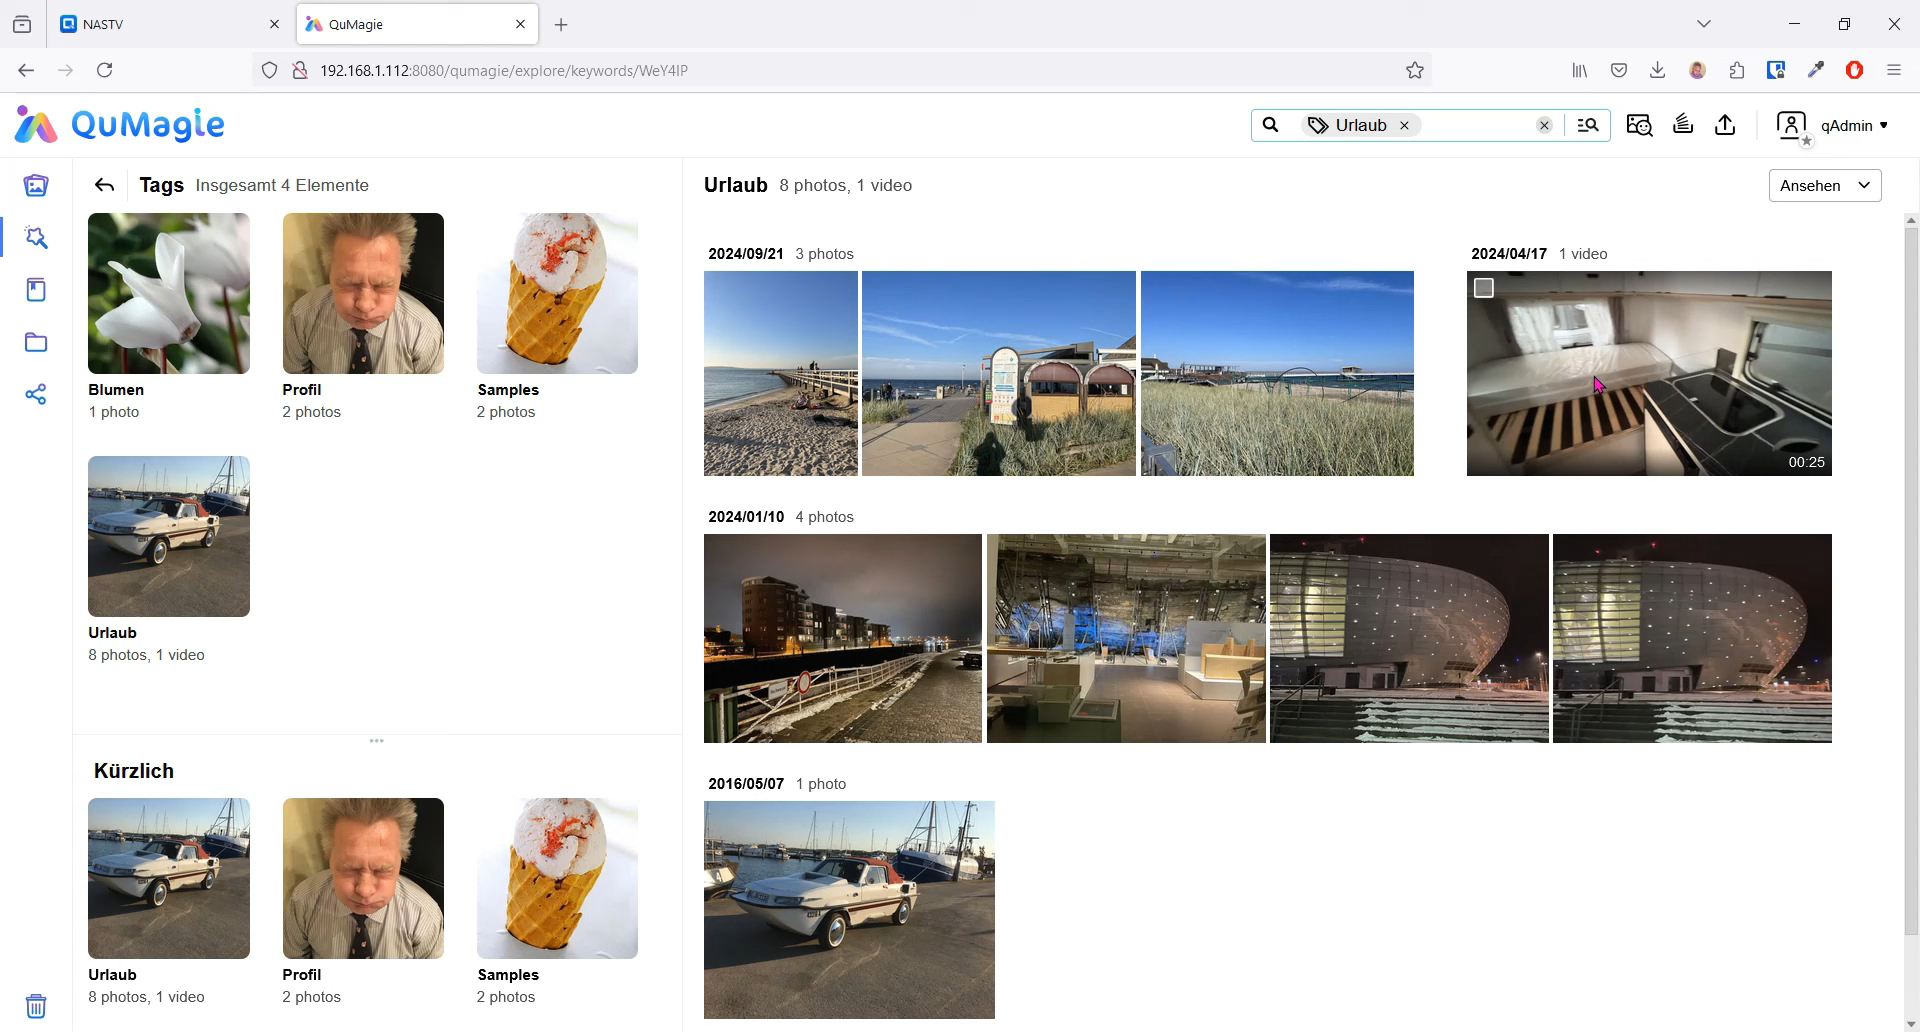 NASTV
QuMagie
192.168.1.112:8080/qumagie/explore/keywords/WeY4IP
QuMagie
Urlaub
qAdmin
Tags Insgesamt 4 Elemente
Blumen
1 photo
Profil
2 photos
Samples
2 photos
Urlaub
8 photos, 1 video
Kürzlich
Urlaub
8 photos, 1 video
Profil
2 photos
Samples
2 photos
Urlaub 8 photos, 1 video
Ansehen
2024/09/21 3 photos
2024/04/17 1 video
00:25
2024/01/10 4 photos
2016/05/07 1 photo